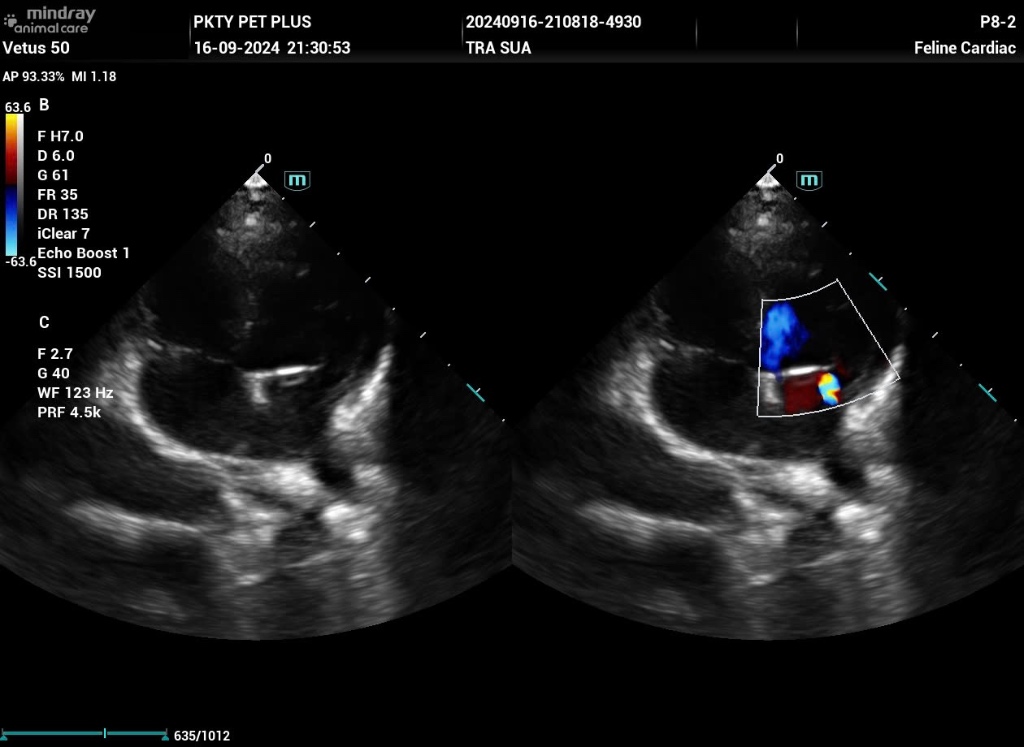 mindray
animal care
Vetus 50
PKTY PET PLUS
16-09-2024 21:30:53
20240916-210818-4930
TRA SUA
P8-2
Feline Cardiac
AP 93.33% MI 1.18
63.6
-63.6
B
F H7.0
D 6.0
G 61
FR 35
DR 135
iClear 7
Echo Boost 1
SSI 1500
C
F 2.7
G 40
WF 123 Hz
PRF 4.5k
0
m
0
m
635/1012